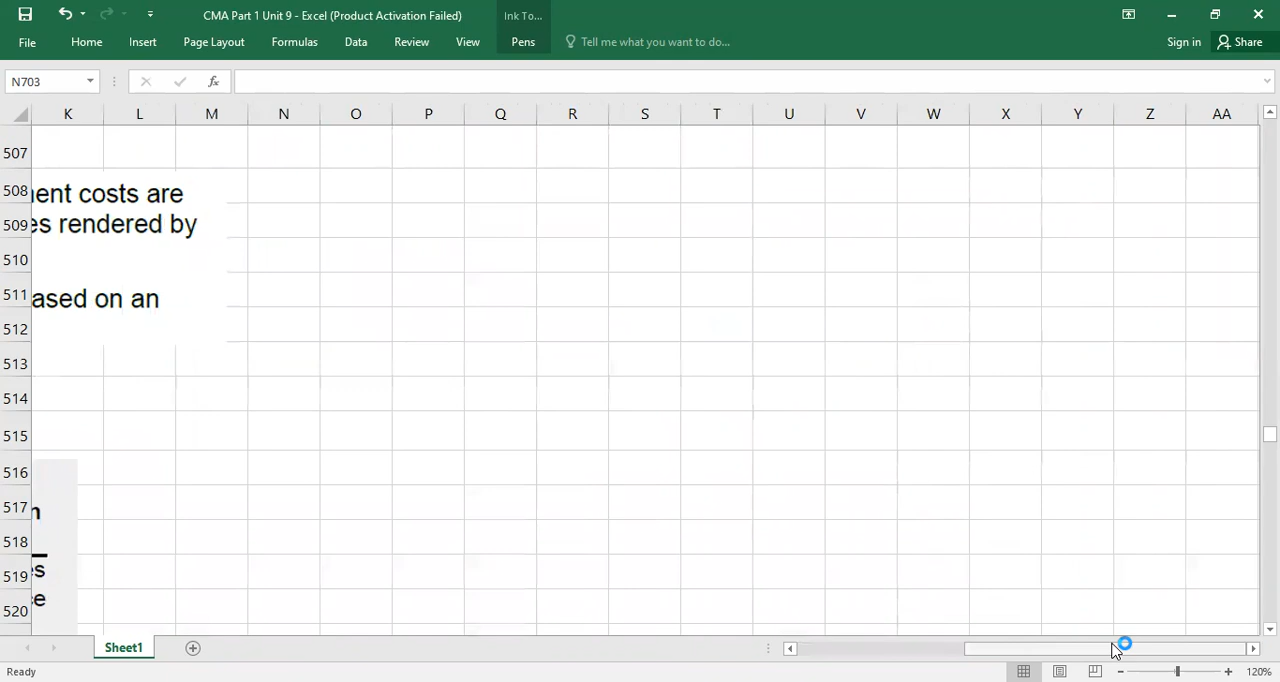 CMA Part 1 Unit 9 - Excel (Product Activation Failed)
Ink To...
File Home Insert Page Layout Formulas Data Review View Pens Tell me what you want to do... Sign in Share
N703 fx
K L M N O P Q R S T U V W X Y Z AA
507
508 ent costs are
509 es rendered by
510
511 ased on an
512
513
514
515
516
517 n
518
519 s
520 e
Sheet1
Ready 120%